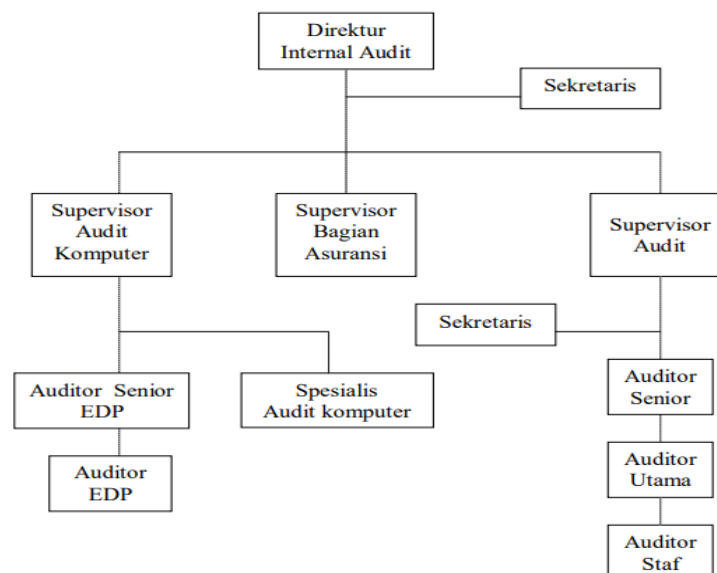 Direktur
Internal Audit
Sekretaris
Supervisor
Audit
Komputer
Supervisor
Bagian
Asuransi
Supervisor
Audit
Sekretaris
Auditor Senior
EDP
Spesialis
Audit komputer
Auditor
Senior
Auditor
EDP
Auditor
Utama
Auditor
Staf